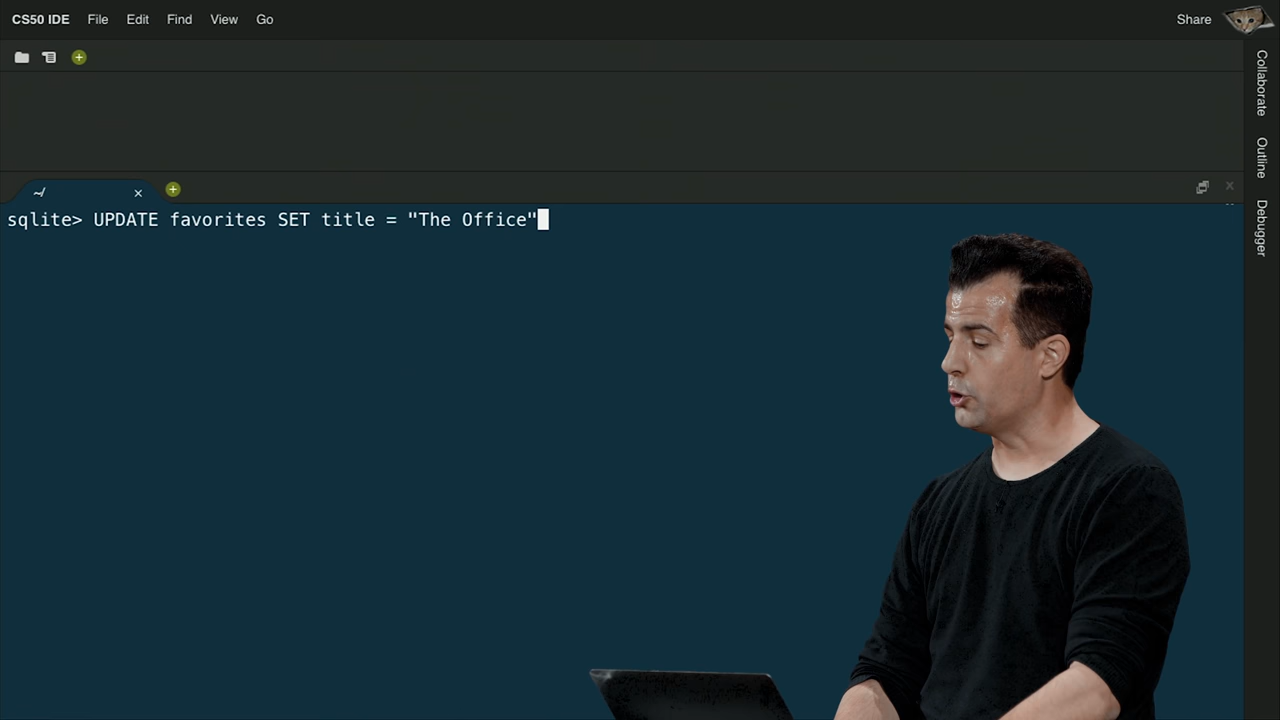 CS50 IDE File Edit Find View Go Share
Collaborate
Outline
Debugger
~/
sqlite> UPDATE favorites SET title = "The Office"